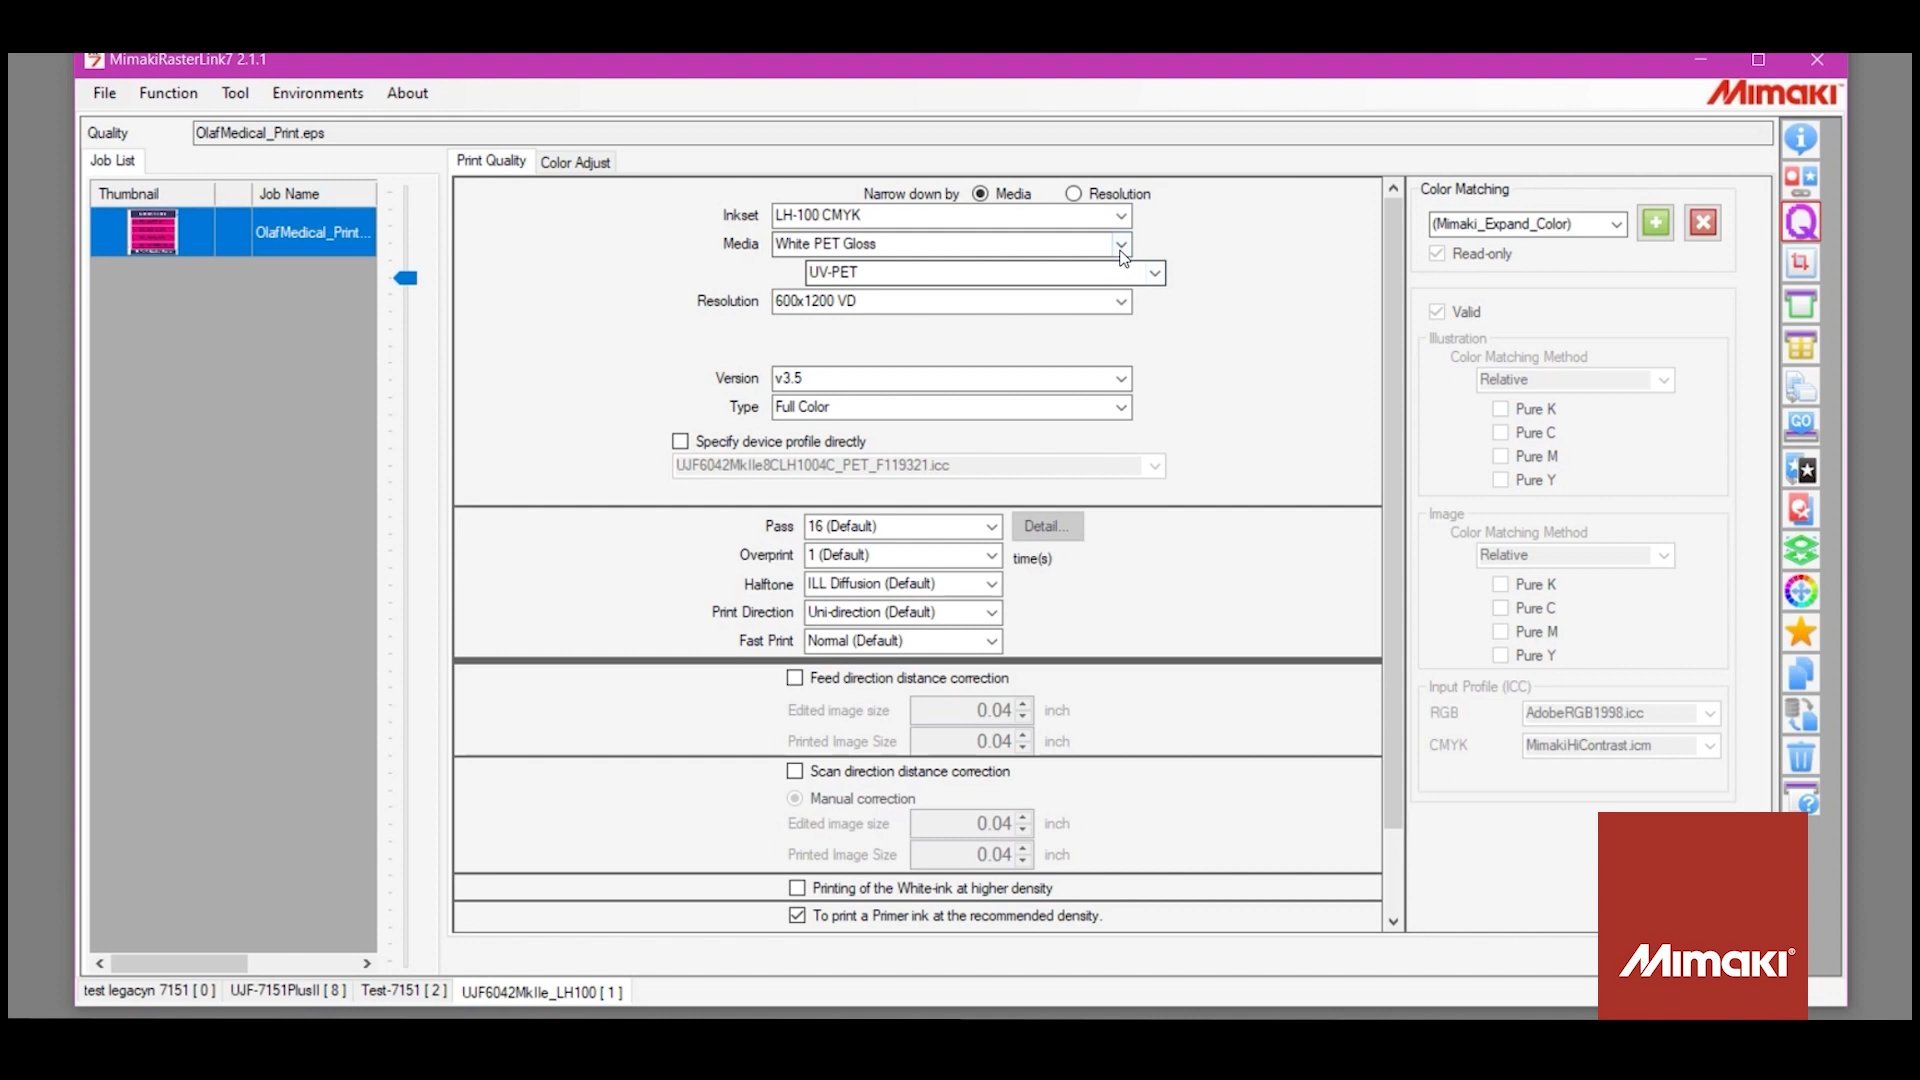 MimakiRasterLink7 2.1.1
File Function Tool Environments About
Mimaki
Quality OlafMedical_Print.eps
Job List
Thumbnail Job Name
OlafMedical_Print...
Print Quality Color Adjust
Narrow down by Media Resolution
Inkset LH-100 CMYK
Media White PET Gloss
UV-PET
Resolution 600x1200 VD
Version v3.5
Type Full Color
Specify device profile directly
UJF6042MkIIe8CLH1004C_PET_F119321.icc
Pass 16 (Default) Detail...
Overprint 1 (Default) time(s)
Halftone ILL Diffusion (Default)
Print Direction Uni-direction (Default)
Fast Print Normal (Default)
Feed direction distance correction
Edited image size 0.04 inch
Printed Image Size 0.04 inch
Scan direction distance correction
Manual correction
Edited image size 0.04 inch
Printed Image Size 0.04 inch
Printing of the White-ink at higher density
To print a Primer ink at the recommended density.
Color Matching
(Mimaki_Expand_Color)
Read-only
Valid
Illustration
Color Matching Method
Relative
Pure K
Pure C
Pure M
Pure Y
Image
Color Matching Method
Relative
Pure K
Pure C
Pure M
Pure Y
Input Profile (ICC)
RGB AdobeRGB1998.icc
CMYK MimakiHiContrast.icm
GO
test legacyn 7151 [ 0 ] UJF-7151PlusII [ 8 ] Test-7151 [ 2 ] UJF6042MkIIe_LH100 [ 1 ]
Mimaki®